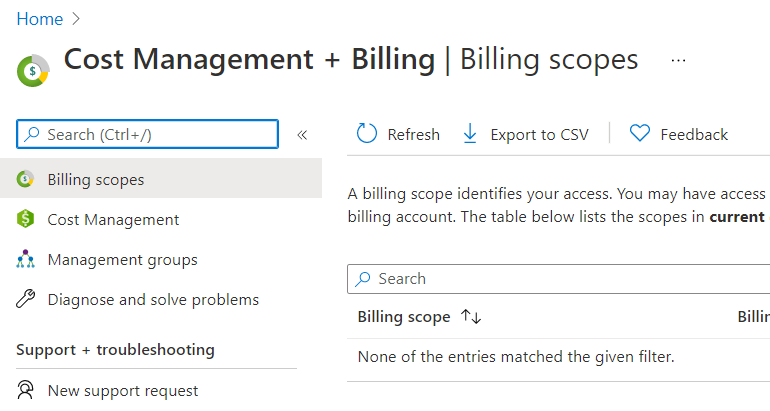 Home
Cost Management + Billing | Billing scopes
Search (Ctrl+/)
Billing scopes
Cost Management
Management groups
Diagnose and solve problems
Support + troubleshooting
New support request
Refresh
Export to CSV
Feedback
A billing scope identifies your access. You may have access
billing account. The table below lists the scopes in current
Search
Billing scope
Billin
None of the entries matched the given filter.